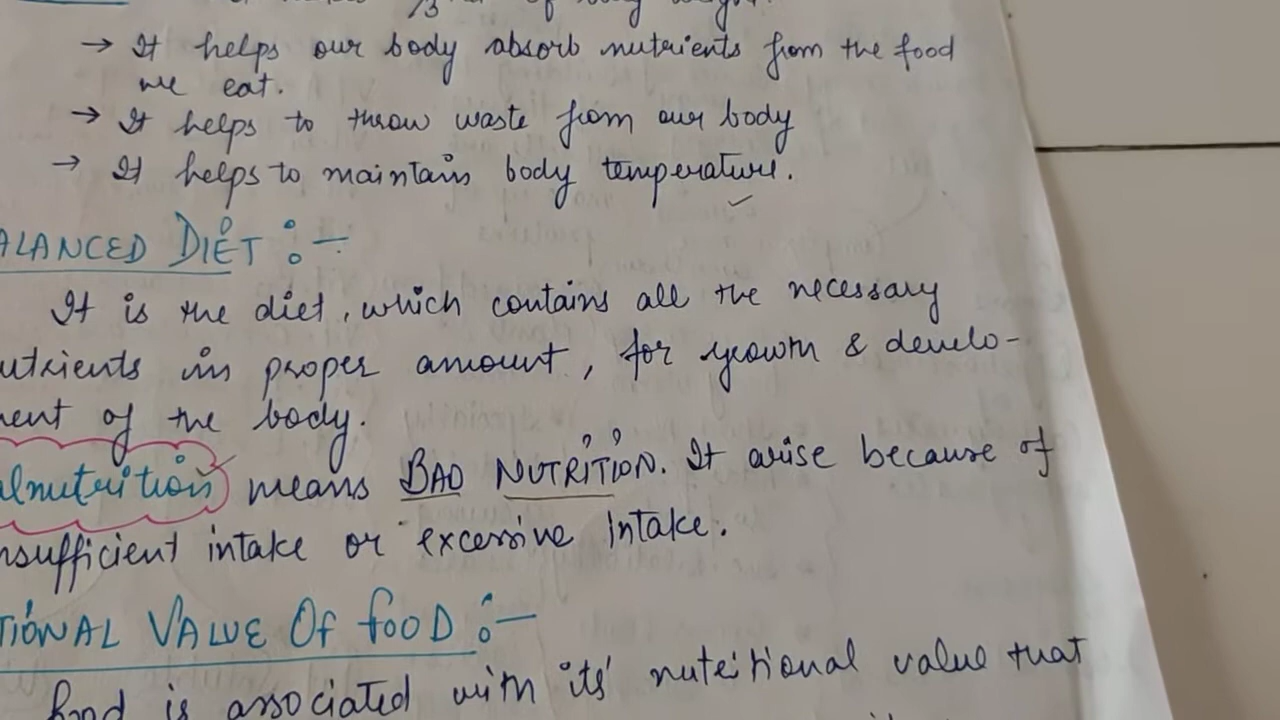 → It helps our body absorb nutrients from the food
we eat.
→ It helps to throw waste from our body
→ It helps to maintain body temperature.
ALANCED DIET :-
It is the diet, which contains all the necessary
utrients in proper amount, for growth & develo-
ment of the body.
alnutrition means BAD NUTRITION. It arise because of
nsufficient intake or excessive intake.
TIONAL VALUE OF FOOD :-
Food is associated with its' nutritional value that